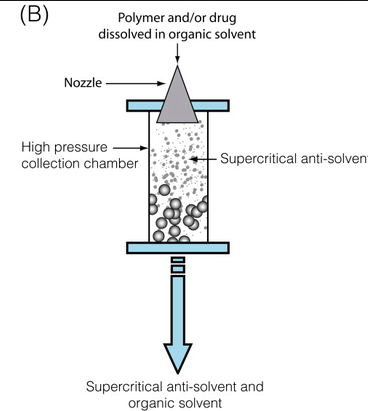 (B)
Polymer and/or drug
dissolved in organic solvent
Nozzle
High pressure
collection chamber
Supercritical anti-solvent
Supercritical anti-solvent and
organic solvent